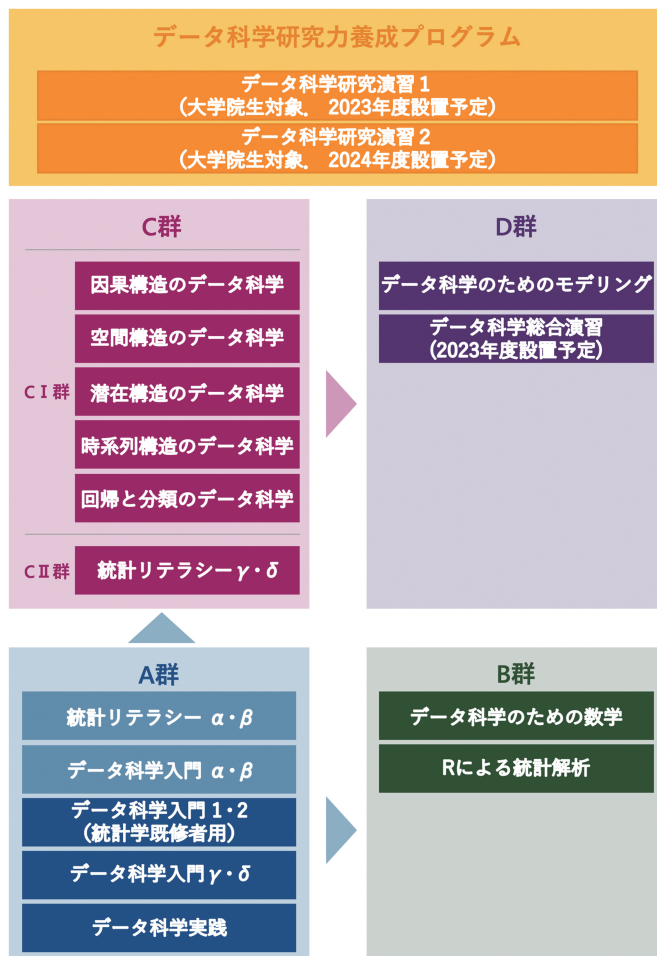 データ科学研究力養成プログラム
データ科学研究演習1
(大学院生対象. 2023年度設置予定)
データ科学研究演習2
(大学院生対象. 2024年度設置予定)
C群
CⅠ群
因果構造のデータ科学
空間構造のデータ科学
潜在構造のデータ科学
時系列構造のデータ科学
回帰と分類のデータ科学
CⅡ群
統計リテラシーγ・δ
D群
データ科学のためのモデリング
データ科学総合演習
(2023年度設置予定)
A群
統計リテラシー α・β
データ科学入門 α・β
データ科学入門 1・2
(統計学既修者用)
データ科学入門 γ・δ
データ科学実践
B群
データ科学のための数学
Rによる統計解析